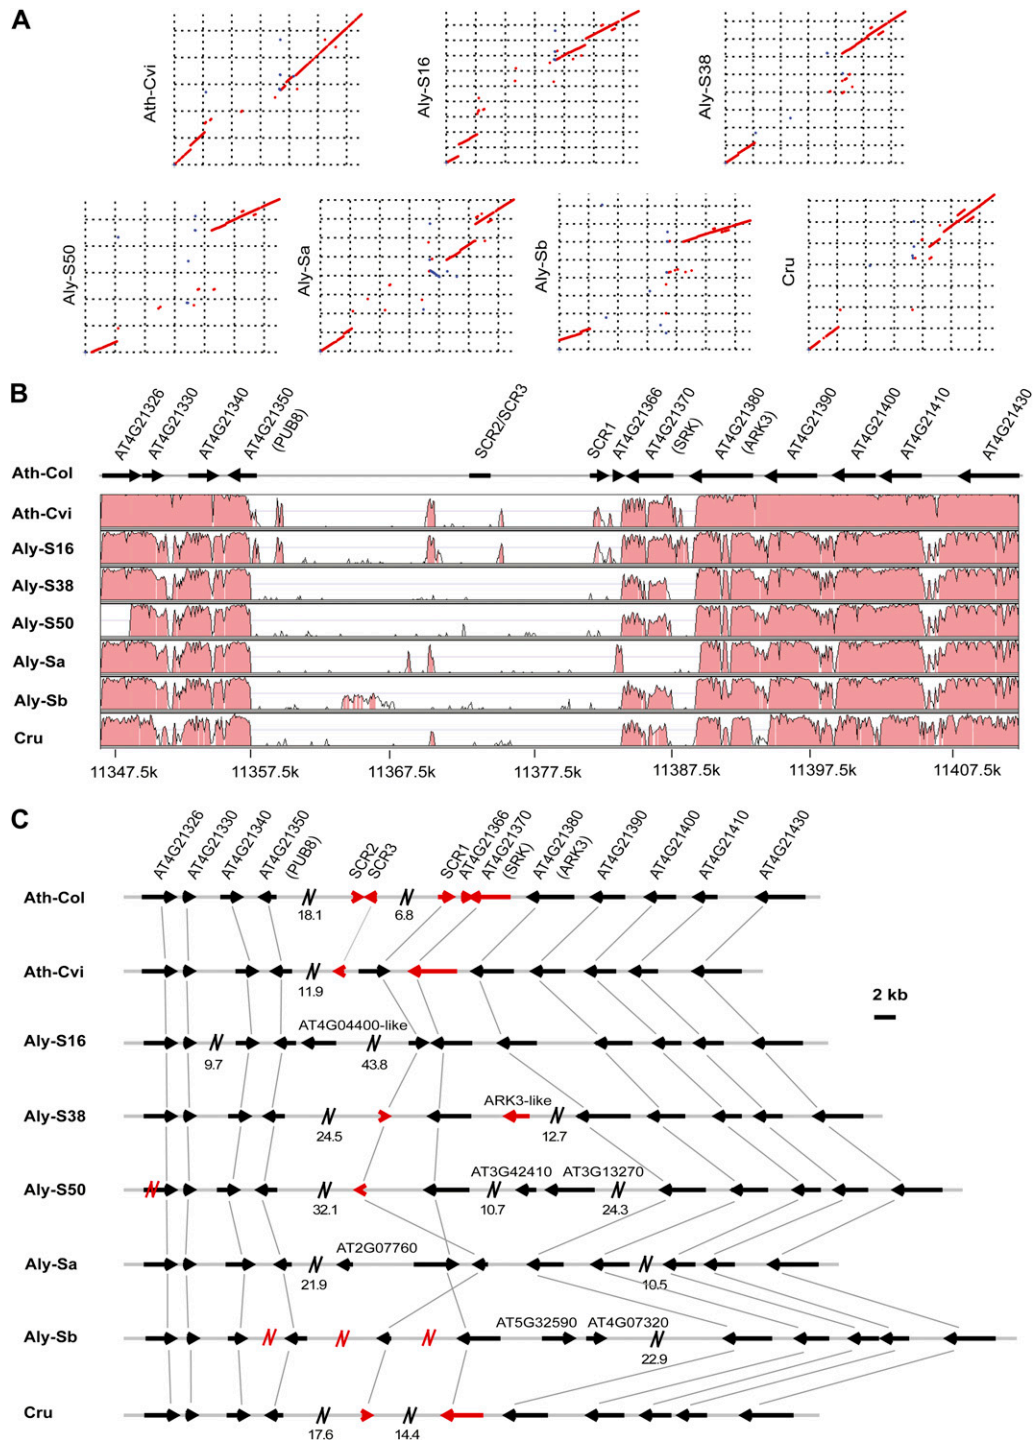 A
Ath-Cvi
Aly-S16
Aly-S38
Aly-S50
Aly-Sa
Aly-Sb
Cru
B
AT4G21326
AT4G21330
AT4G21340
AT4G21350
(PUB8)
SCR2/SCR3
SCR1
AT4G21366
AT4G21370
(SRK)
AT4G21380
(ARK3)
AT4G21390
AT4G21400
AT4G21410
AT4G21430
Ath-Col
Ath-Cvi
Aly-S16
Aly-S38
Aly-S50
Aly-Sa
Aly-Sb
Cru
11347.5k 11357.5k 11367.5k 11377.5k 11387.5k 11397.5k 11407.5k
C
AT4G21326
AT4G21330
AT4G21340
AT4G21350
(PUB8)
SCR2
SCR3
SCR1
AT4G21366
AT4G21370
(SRK)
AT4G21380
(ARK3)
AT4G21390
AT4G21400
AT4G21410
AT4G21430
Ath-Col
18.1 6.8
Ath-Cvi
11.9
2 kb
AT4G04400-like
Aly-S16
9.7 43.8
ARK3-like
Aly-S38
24.5 12.7
AT3G42410 AT3G13270
Aly-S50
32.1 10.7 24.3
AT2G07760
Aly-Sa
21.9 10.5
AT5G32590 AT4G07320
Aly-Sb
22.9
Cru
17.6 14.4